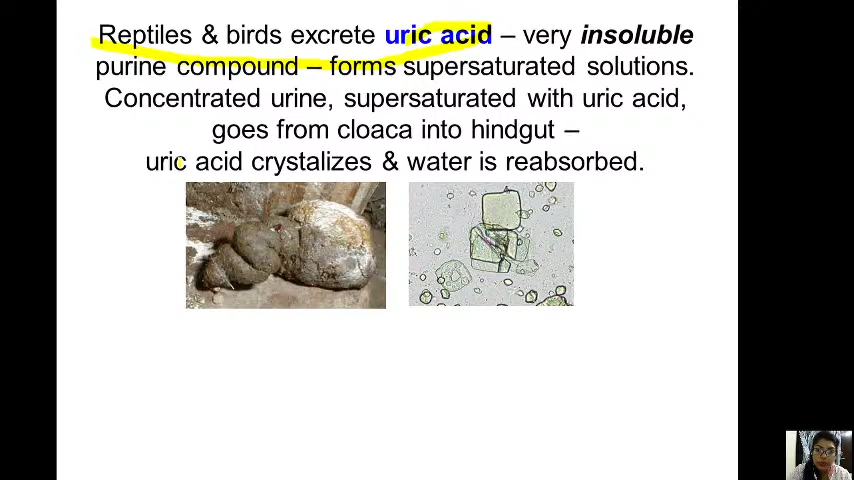 Reptiles & birds excrete uric acid – very insoluble
purine compound – forms supersaturated solutions.
Concentrated urine, supersaturated with uric acid,
goes from cloaca into hindgut –
uric acid crystalizes & water is reabsorbed.